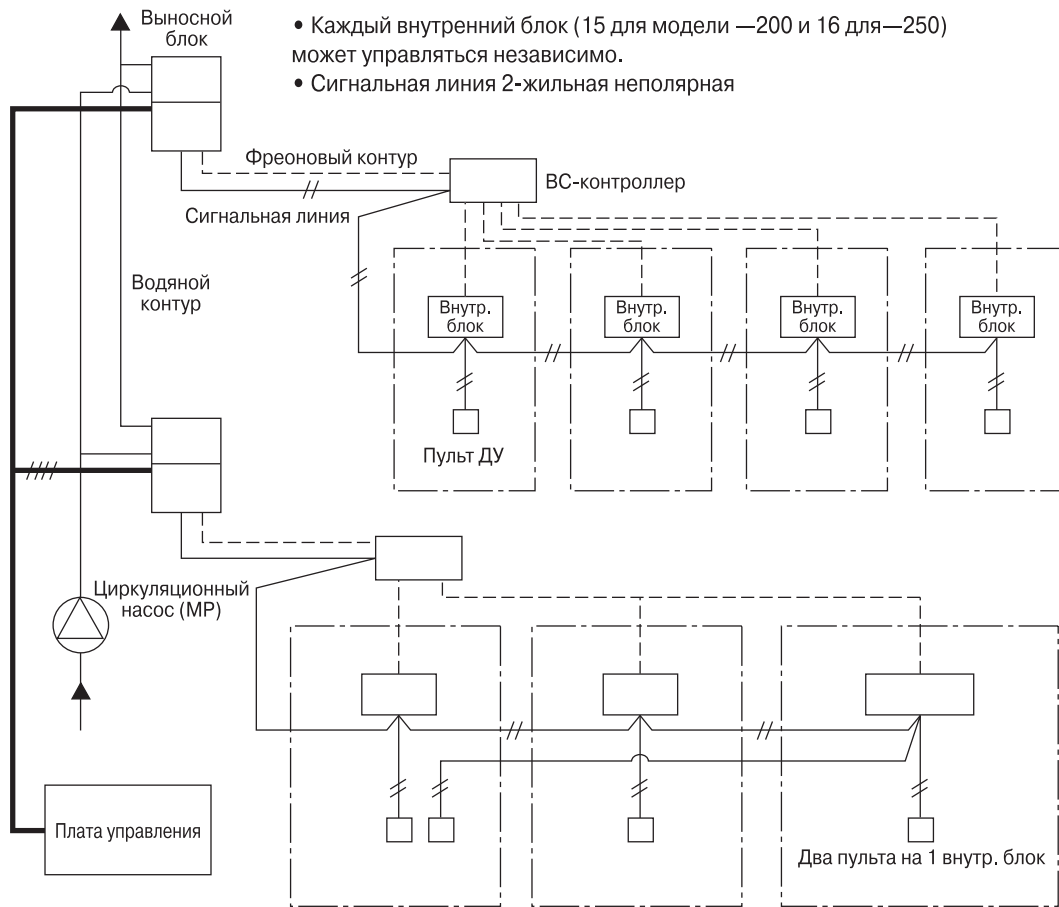 Выносной
блок
• Каждый внутренний блок (15 для модели —200 и 16 для—250)
может управляться независимо.
• Сигнальная линия 2-жильная неполярная
Фреоновый контур
BC-контроллер
Сигнальная линия
Водяной
контур
Внутр.
блок
Внутр.
блок
Внутр.
блок
Внутр.
блок
Пульт ДУ
Циркуляционный
насос (МР)
Плата управления
Два пульта на 1 внутр. блок